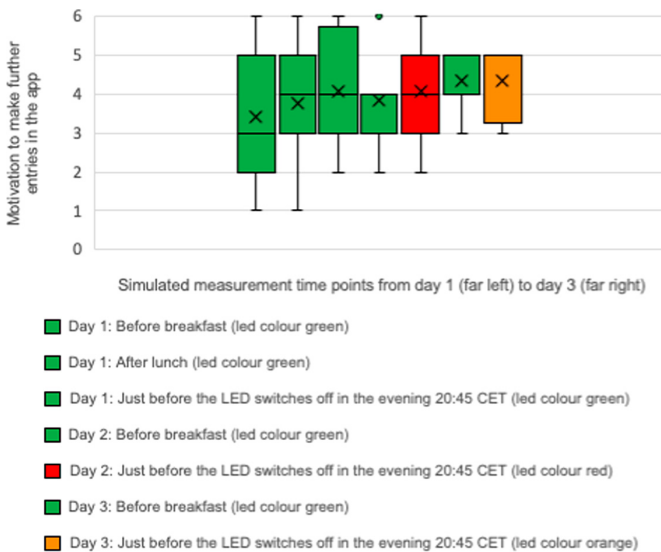 Motivation to make further
entries in the app
6
5
4
3
2
1
0
Simulated measurement time points from day 1 (far left) to day 3 (far right)
Day 1: Before breakfast (led colour green)
Day 1: After lunch (led colour green)
Day 1: Just before the LED switches off in the evening 20:45 CET (led colour green)
Day 2: Before breakfast (led colour green)
Day 2: Just before the LED switches off in the evening 20:45 CET (led colour red)
Day 3: Before breakfast (led colour green)
Day 3: Just before the LED switches off in the evening 20:45 CET (led colour orange)